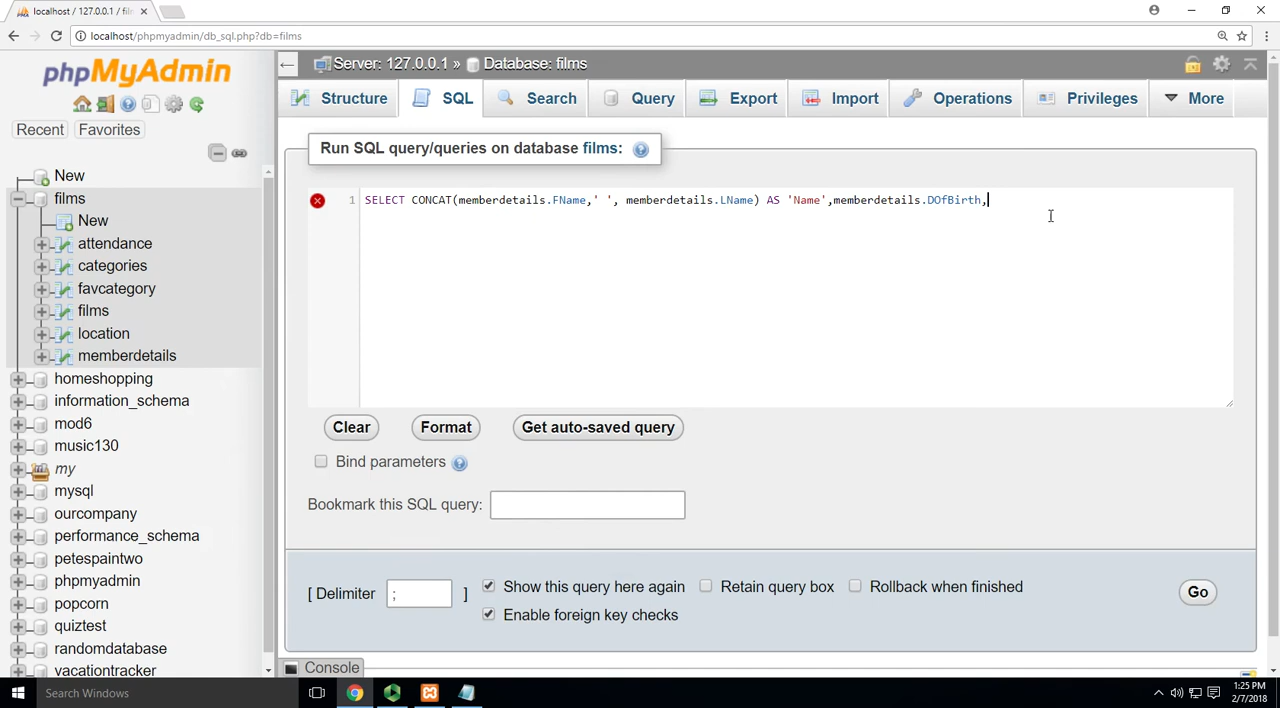 localhost / 127.0.0.1 / film
localhost/phpmyadmin/db_sql.php?db=films
phpMyAdmin
Recent
Favorites
New
films
New
attendance
categories
favcategory
films
location
memberdetails
homeshopping
information_schema
mod6
music130
my
mysql
ourcompany
performance_schema
petespaintwo
phpmyadmin
popcorn
quiztest
randomdatabase
vacationtracker
Server: 127.0.0.1 » Database: films
Structure SQL Search Query Export Import Operations Privileges More
Run SQL query/queries on database films:
1 SELECT CONCAT(memberdetails.FName,' ', memberdetails.LName) AS 'Name',memberdetails.DOfBirth,
Clear Format Get auto-saved query
Bind parameters
Bookmark this SQL query:
[ Delimiter ; ] Show this query here again Retain query box Rollback when finished
Enable foreign key checks
Go
Console
Search Windows
1:25 PM
2/7/2018